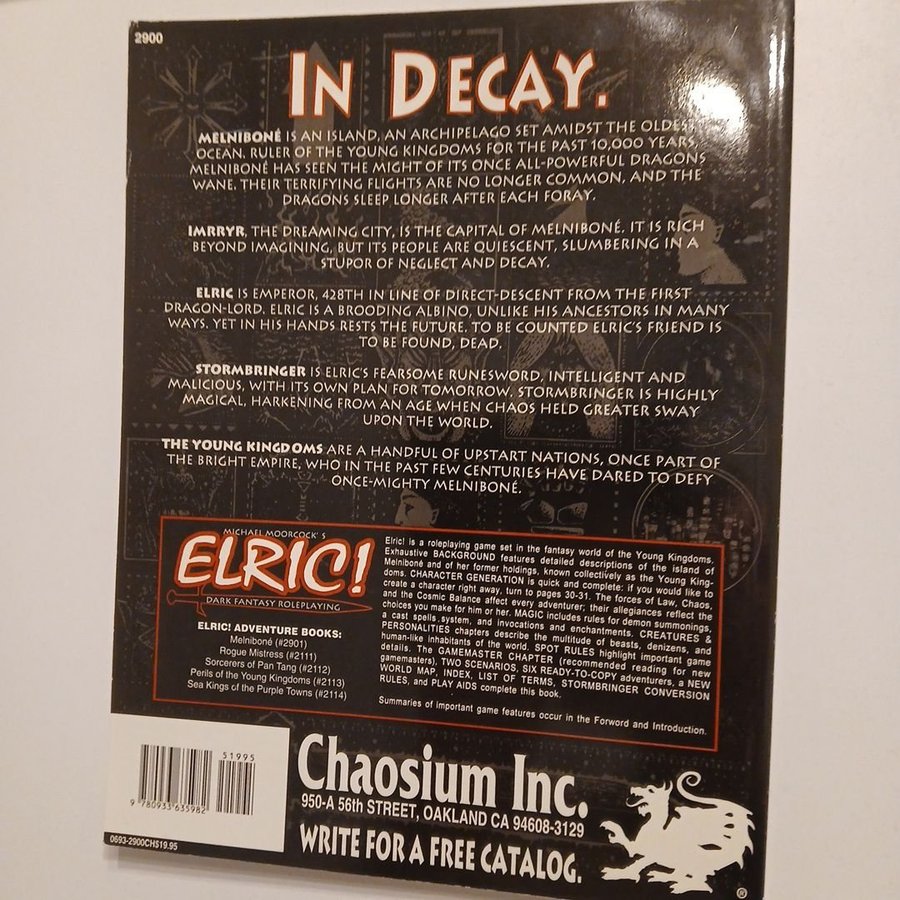 2900
IN DECAY.
MELNIBONÉ IS AN ISLAND, AN ARCHIPELAGO SET AMIDST THE OLDEST
OCEAN. RULER OF THE YOUNG KINGDOMS FOR THE PAST 10,000 YEARS,
MELNIBONÉ HAS SEEN THE MIGHT OF ITS ONCE ALL-POWERFUL DRAGONS
WANE. THEIR TERRIFYING FLIGHTS ARE NO LONGER COMMON, AND THE
DRAGONS SLEEP LONGER AFTER EACH FORAY.
IMRRYR, THE DREAMING CITY, IS THE CAPITAL OF MELNIBONÉ. IT IS RICH
BEYOND IMAGINING, BUT ITS PEOPLE ARE QUIESCENT, SLUMBERING IN A
STUPOR OF NEGLECT AND DECAY.
ELRIC IS EMPEROR, 428TH IN LINE OF DIRECT-DESCENT FROM THE FIRST
DRAGON-LORD. ELRIC IS A BROODING ALBINO, UNLIKE HIS ANCESTORS IN MANY
WAYS. YET IN HIS HANDS RESTS THE FUTURE. TO BE COUNTED ELRIC'S FRIEND IS
TO BE FOUND, DEAD.
STORMBRINGER IS ELRIC'S FEARSOME RUNESWORD, INTELLIGENT AND
MALICIOUS, WITH ITS OWN PLAN FOR TOMORROW. STORMBRINGER IS HIGHLY
MAGICAL, HARKENING FROM AN AGE WHEN CHAOS HELD GREATER SWAY
UPON THE WORLD.
THE YOUNG KINGDOMS ARE A HANDFUL OF UPSTART NATIONS, ONCE PART OF
THE BRIGHT EMPIRE, WHO IN THE PAST FEW CENTURIES HAVE DARED TO DEFY
ONCE-MIGHTY MELNIBONÉ.
MICHAEL MOORCOCK'S
ELRIC!
DARK FANTASY ROLEPLAYING
ELRIC! ADVENTURE BOOKS:
Melniboné (#2901)
Rogue Mistress (#2111)
Sorcerers of Pan Tang (#2112)
Perils of the Young Kingdoms (#2113)
Sea Kings of the Purple Towns (#2114)
Elric! is a roleplaying game set in the fantasy world of the Young Kingdoms.
Exhaustive BACKGROUND features detailed descriptions of the island of
Melniboné and of her former holdings, known collectively as the Young King-
doms. CHARACTER GENERATION is quick and complete: if you would like to
create a character right away, turn to pages 30-31. The forces of Law, Chaos,
and the Cosmic Balance affect every adventurer; their allegiances reflect the
choices you make for him or her. MAGIC includes rules for demon summonings,
a cast spells system, and invocations and enchantments. CREATURES &
PERSONALITIES chapters describe the multitude of beasts, denizens, and
human-like inhabitants of the world. SPOT RULES highlight important game
details. The GAMEMASTER CHAPTER (recommended reading for new
gamemasters), TWO SCENARIOS, SIX READY-TO-COPY adventurers, a NEW
WORLD MAP, INDEX, LIST OF TERMS, STORMBRINGER CONVERSION
RULES, and PLAY AIDS complete this book.
Summaries of important game features occur in the Forword and Introduction.
51995
9 780933 635982
0693-2900CH$19.95
Chaosium Inc.
950-A 56th STREET, OAKLAND CA 94608-3129
WRITE FOR A FREE CATALOG.
®